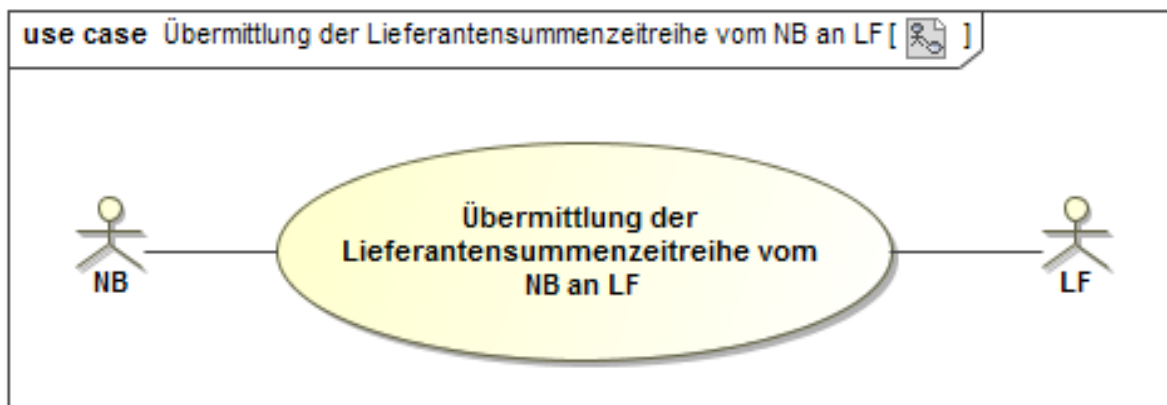 use case Übermittlung der Lieferantensummenzeitreihe vom NB an LF [ ]
Übermittlung der
Lieferantensummenzeitreihe vom
NB an LF
NB
LF